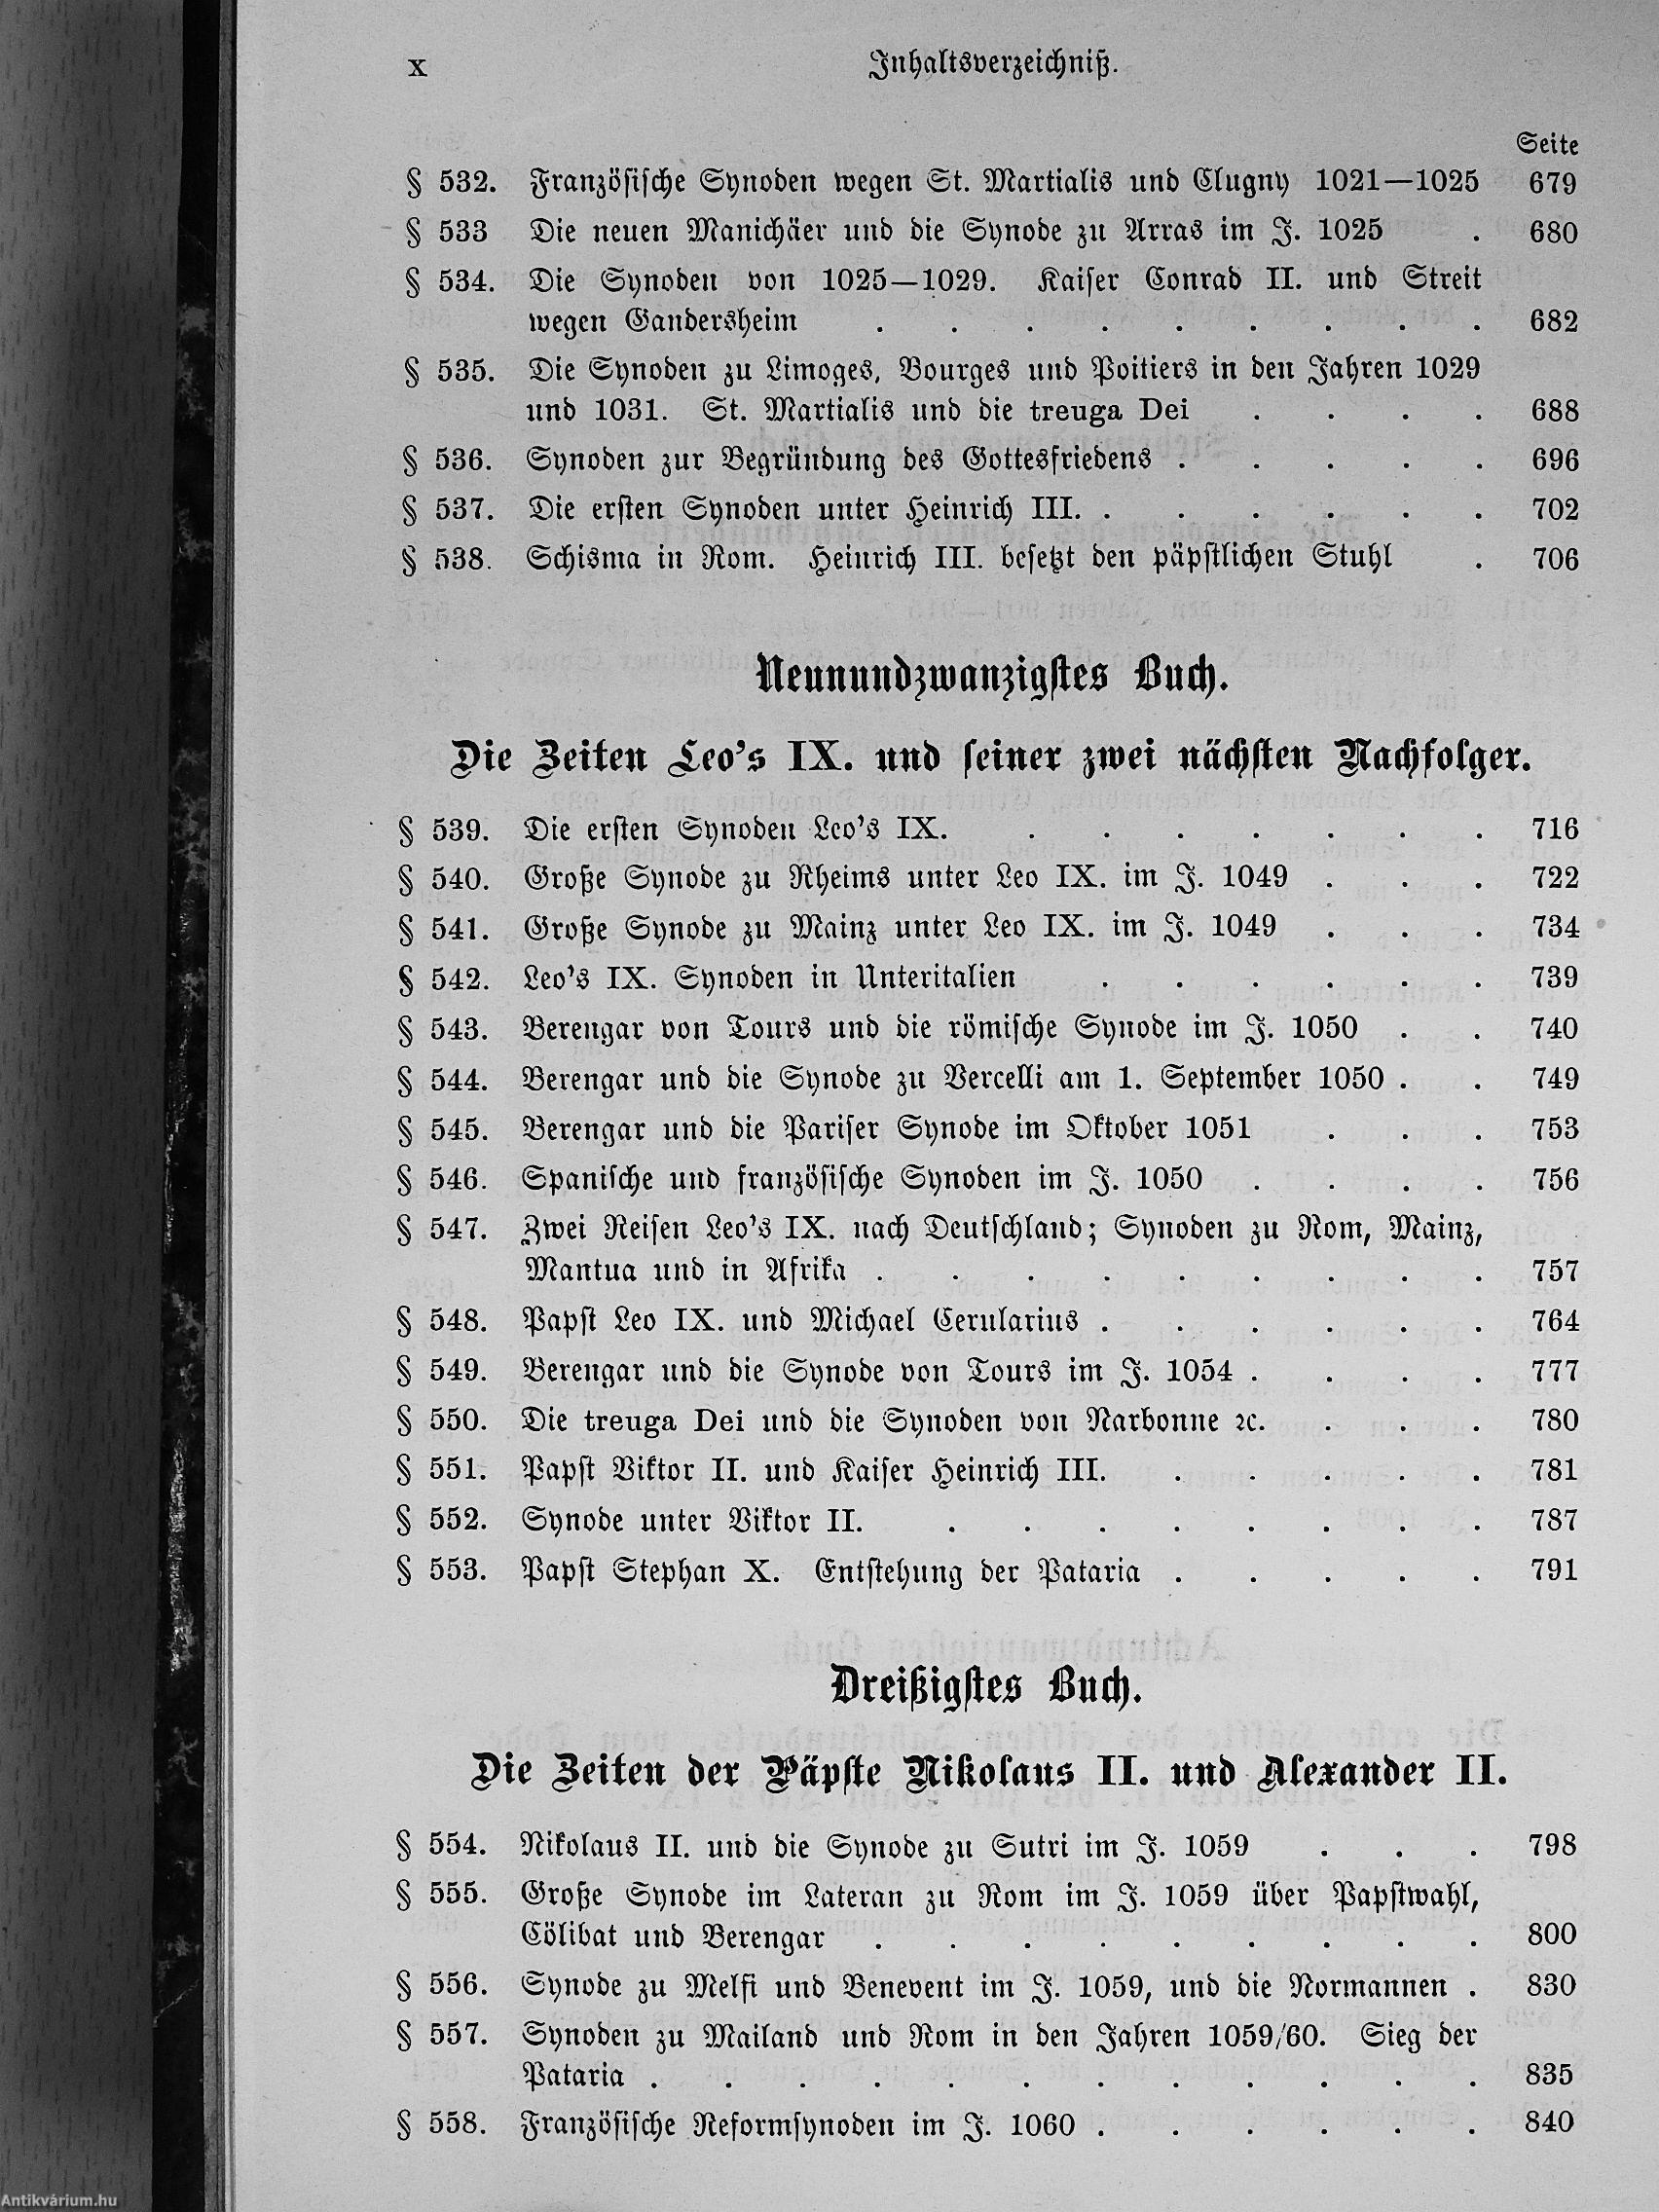 x Inhaltsverzeichniß.
Seite
§ 532. Französische Synoden wegen St. Martialis und Clugny 1021—1025 679
§ 533 Die neuen Manichäer und die Synode zu Arras im J. 1025 . 680
§ 534. Die Synoden von 1025—1029. Kaiser Conrad II. und Streit
wegen Gandersheim . . . . . . . . . 682
§ 535. Die Synoden zu Limoges, Bourges und Poitiers in den Jahren 1029
und 1031. St. Martialis und die treuga Dei . . . . 688
§ 536. Synoden zur Begründung des Gottesfriedens . . . . . 696
§ 537. Die ersten Synoden unter Heinrich III. . . . . . . 702
§ 538. Schisma in Rom. Heinrich III. besetzt den päpstlichen Stuhl . 706
Neunundzwanzigstes Buch.
Die Zeiten Leo's IX. und seiner zwei nächsten Nachfolger.
§ 539. Die ersten Synoden Leo's IX. . . . . . . . 716
§ 540. Große Synode zu Rheims unter Leo IX. im J. 1049 . . . 722
§ 541. Große Synode zu Mainz unter Leo IX. im J. 1049 . . . 734
§ 542. Leo's IX. Synoden in Unteritalien . . . . . . 739
§ 543. Berengar von Tours und die römische Synode im J. 1050 . . 740
§ 544. Berengar und die Synode zu Vercelli am 1. September 1050 . . 749
§ 545. Berengar und die Pariser Synode im Oktober 1051 . . . 753
§ 546. Spanische und französische Synoden im J. 1050 . . . . 756
§ 547. Zwei Reisen Leo's IX. nach Deutschland; Synoden zu Rom, Mainz,
Mantua und in Afrika . . . . . . . . . 757
§ 548. Papst Leo IX. und Michael Cerularius . . . . . . 764
§ 549. Berengar und die Synode von Tours im J. 1054 . . . . 777
§ 550. Die treuga Dei und die Synoden von Narbonne ꝛc. . . . 780
§ 551. Papst Viktor II. und Kaiser Heinrich III. . . . . . 781
§ 552. Synode unter Viktor II. . . . . . . . . 787
§ 553. Papst Stephan X. Entstehung der Pataria . . . . . 791
Dreißigstes Buch.
Die Zeiten der Päpste Nikolaus II. und Alexander II.
§ 554. Nikolaus II. und die Synode zu Sutri im J. 1059 . . . 798
§ 555. Große Synode im Lateran zu Rom im J. 1059 über Papstwahl,
Cölibat und Berengar . . . . . . . . . 800
§ 556. Synode zu Melfi und Benevent im J. 1059, und die Normannen . 830
§ 557. Synoden zu Mailand und Rom in den Jahren 1059/60. Sieg der
Pataria . . . . . . . . . . . . 835
§ 558. Französische Reformsynoden im J. 1060 . . . . . . 840
Antikvárium.hu